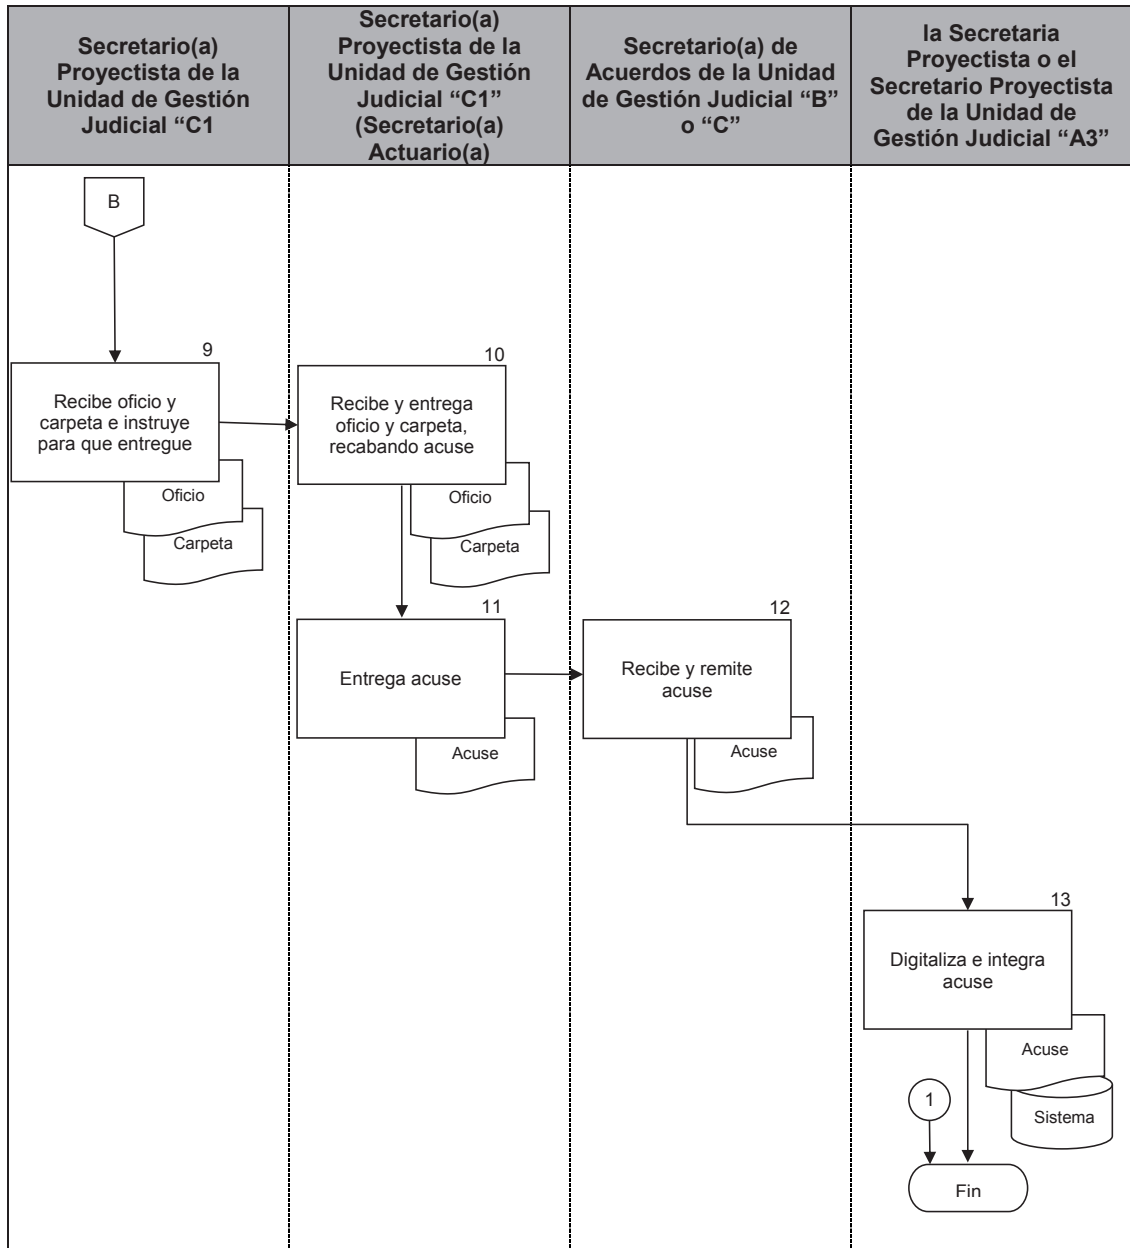 Secretario(a)
Proyectista de la
Unidad de Gestión
Judicial “C1
Secretario(a)
Proyectista de la
Unidad de Gestión
Judicial “C1”
(Secretario(a)
Actuario(a)
Secretario(a) de
Acuerdos de la Unidad
de Gestión Judicial “B”
o “C”
la Secretaria
Proyectista o el
Secretario Proyectista
de la Unidad de
Gestión Judicial “A3”
B
9
Recibe oficio y
carpeta e instruye
para que entregue
Oficio
Carpeta
10
Recibe y entrega
oficio y carpeta,
recabando acuse
Oficio
Carpeta
11
Entrega acuse
Acuse
12
Recibe y remite
acuse
Acuse
13
Digitaliza e integra
acuse
Acuse
Sistema
1
Fin